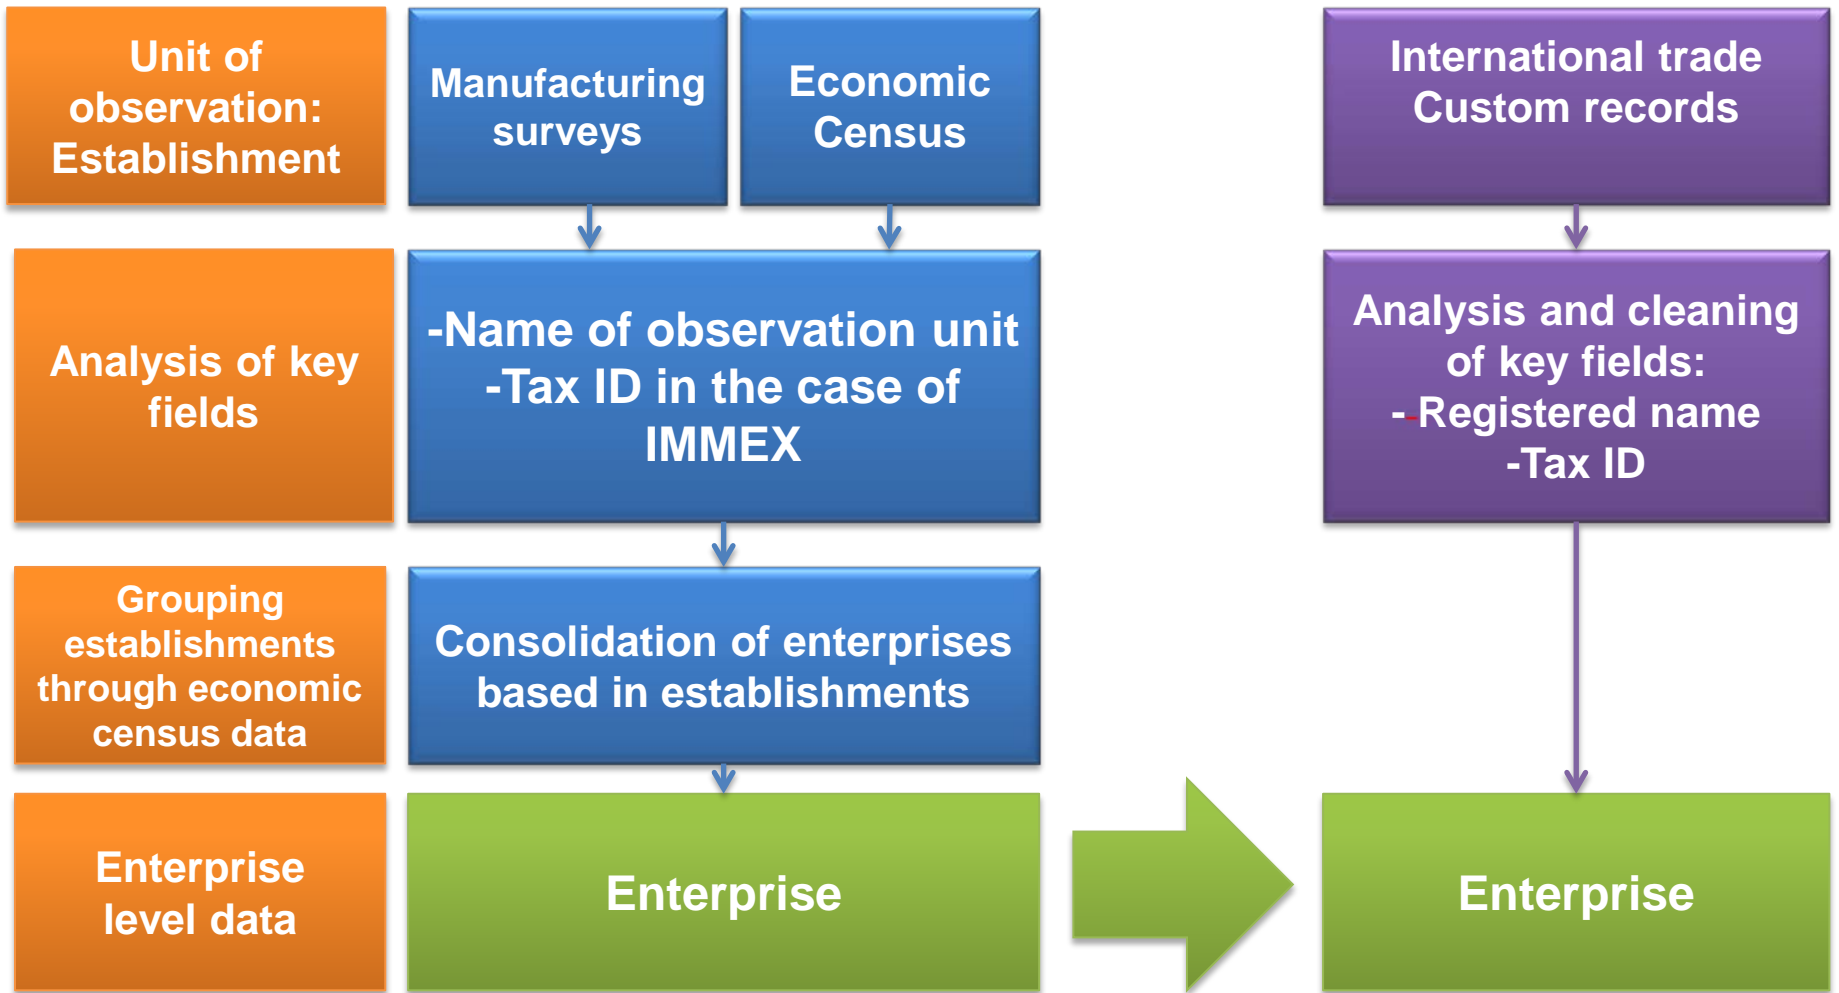 Unit of
observation:
Establishment
Manufacturing
surveys
Economic
Census
International trade
Custom records
Analysis of key
fields
-Name of observation unit
-Tax ID in the case of
IMMEX
Analysis and cleaning
of key fields:
--Registered name
-Tax ID
Grouping
establishments
through economic
census data
Consolidation of enterprises
based in establishments
Enterprise
level data
Enterprise
Enterprise